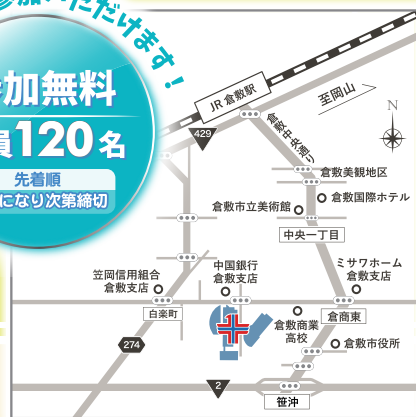 参加いただけます!
参加無料
員120名
先着順
になり次第締切
JR 倉敷駅
至岡山
N
429
倉敷中央通り
倉敷美観地区
倉敷国際ホテル
倉敷市立美術館
中央一丁目
笠岡信用組合
倉敷支店
中国銀行
倉敷支店
ミサワホーム
倉敷支店
白楽町
倉敷商業
高校
倉商東
274
倉敷市役所
2
笹沖